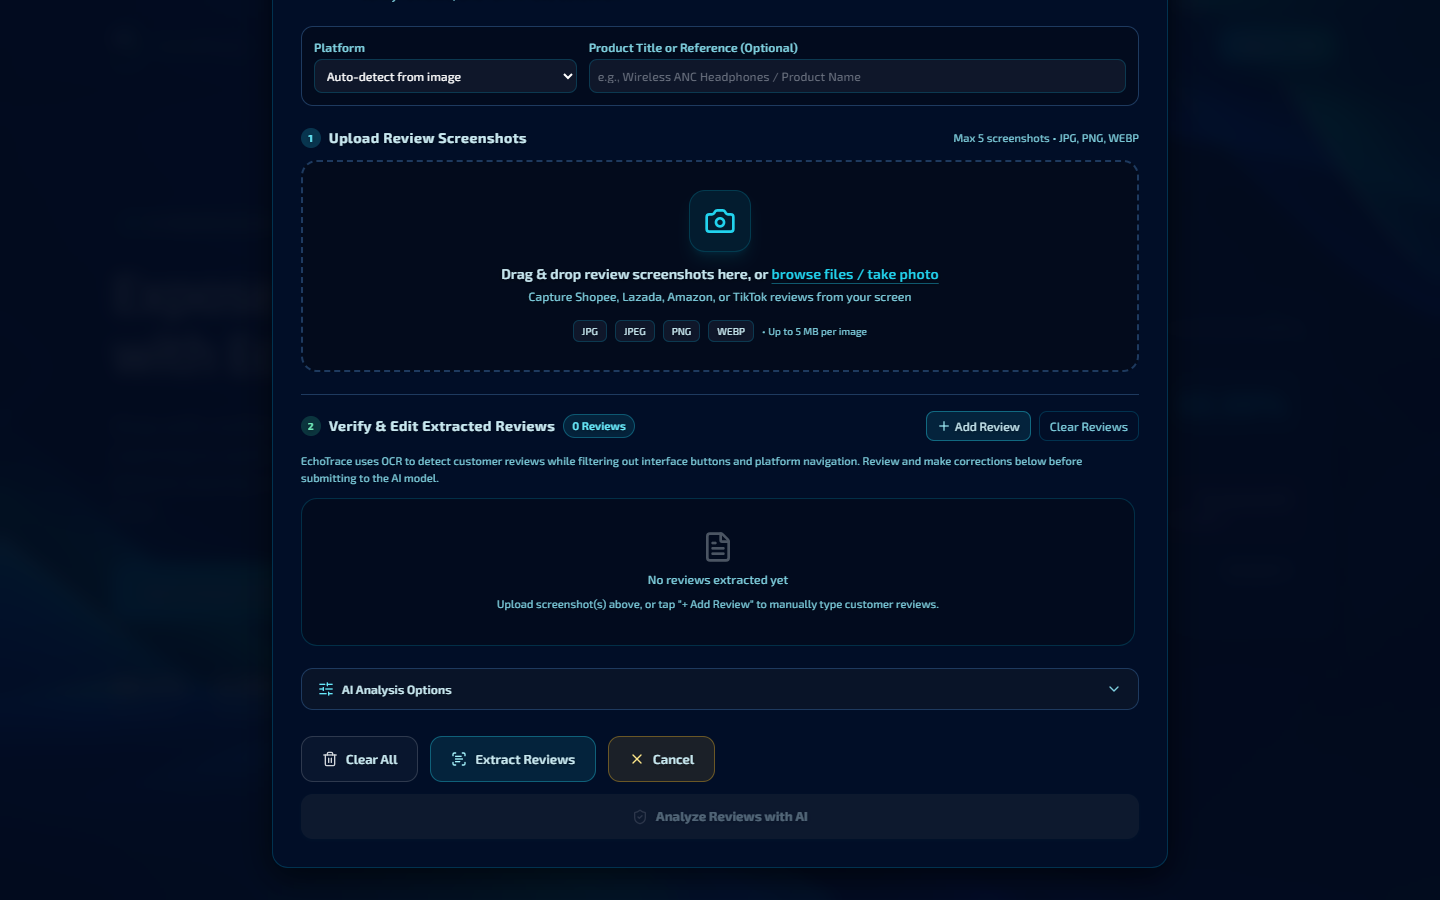 Platform
Product Title or Reference (Optional)
Auto-detect from image
e.g., Wireless ANC Headphones / Product Name
1 Upload Review Screenshots
Max 5 screenshots • JPG, PNG, WEBP
Drag & drop review screenshots here, or browse files / take photo
Capture Shopee, Lazada, Amazon, or TikTok reviews from your screen
JPG JPEG PNG WEBP • Up to 5 MB per image
2 Verify & Edit Extracted Reviews 0 Reviews
+ Add Review Clear Reviews
EchoTrace uses OCR to detect customer reviews while filtering out interface buttons and platform navigation. Review and make corrections below before
submitting to the AI model.
No reviews extracted yet
Upload screenshot(s) above, or tap "+ Add Review" to manually type customer reviews.
AI Analysis Options
Clear All
Extract Reviews
Cancel
Analyze Reviews with AI